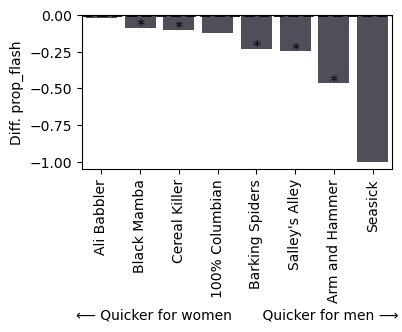 Diff. prop_flash
0.00
−0.25
−0.50
−0.75
−1.00
* * * * *
Ali Babbler
Black Mamba
Cereal Killer
100% Columbian
Barking Spiders
Salley's Alley
Arm and Hammer
Seasick
⟵ Quicker for women Quicker for men ⟶